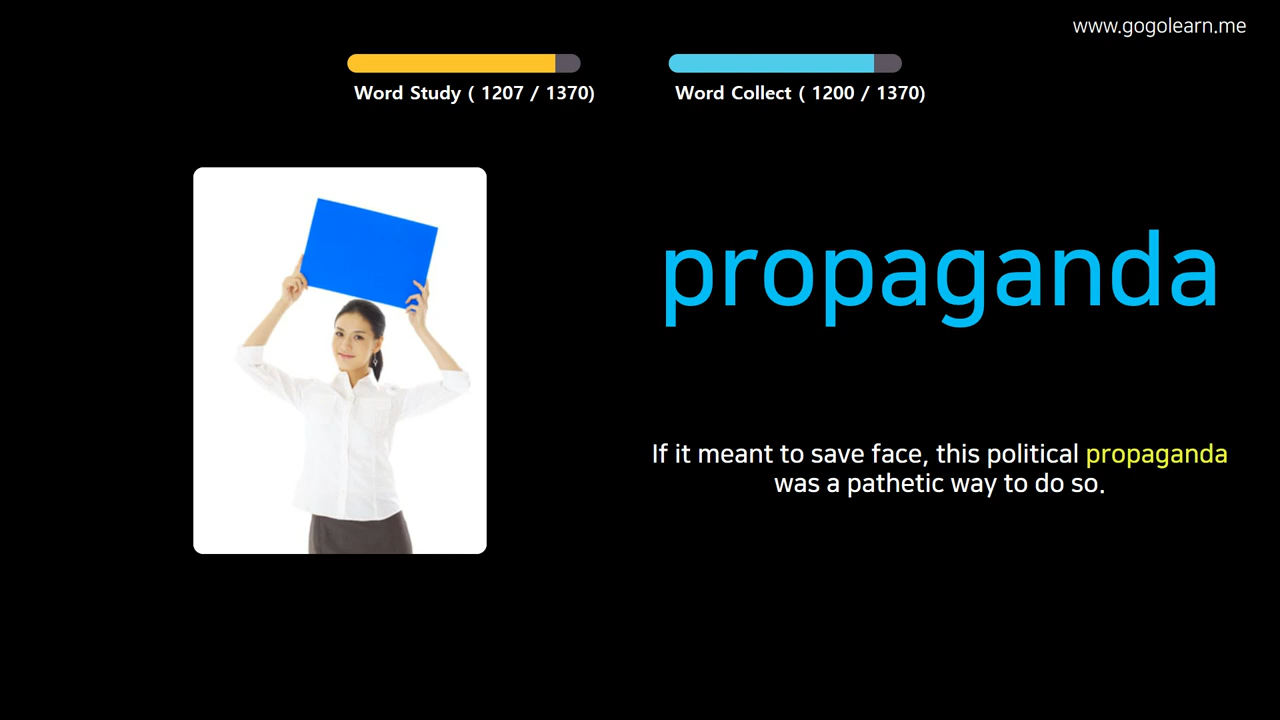 www.gogolearn.me
Word Study ( 1207 / 1370)
Word Collect ( 1200 / 1370)
propaganda
If it meant to save face, this political propaganda
was a pathetic way to do so.